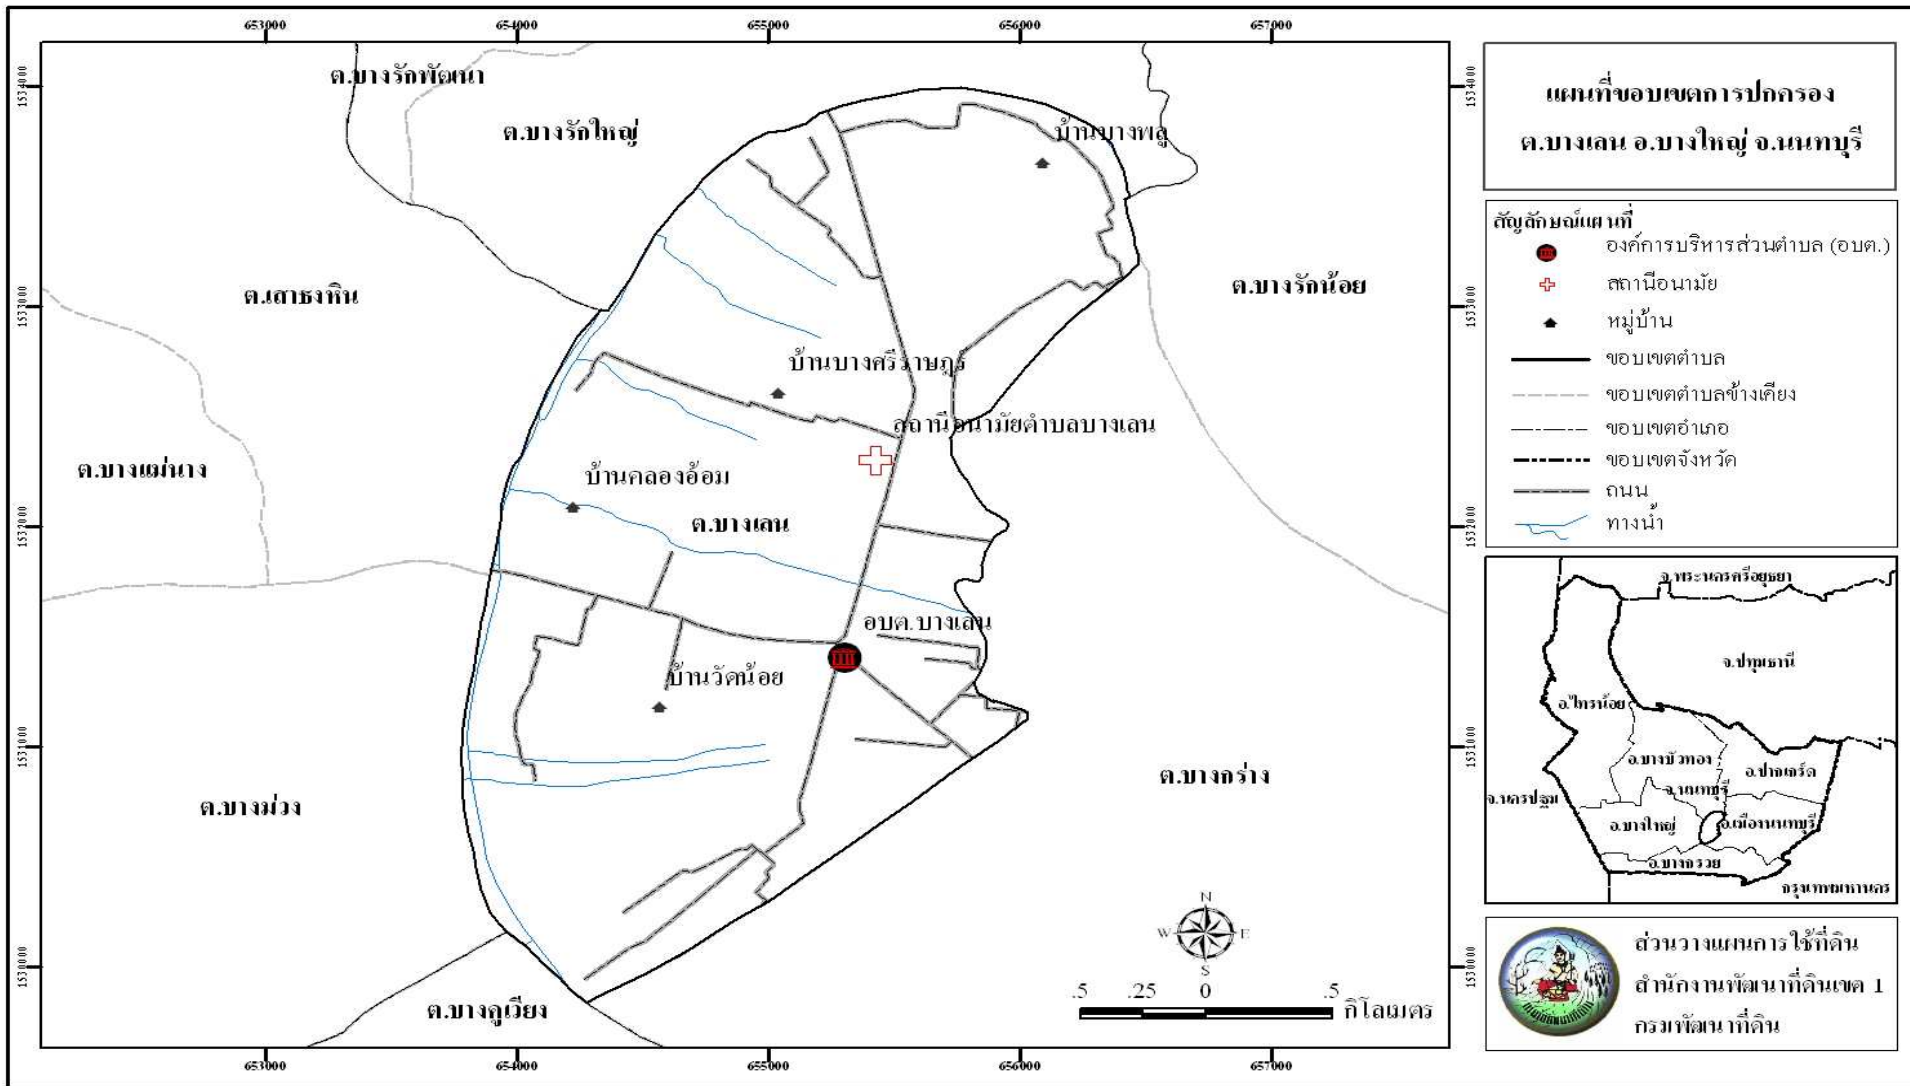 653000 654000 655000 656000 657000
แผนที่ขอบเขตการปกครอง
ต.บางเลน อ.บางใหญ่ จ.นนทบุรี
สัญลักษณ์แผนที่
องค์การบริหารส่วนตำบล (อบต.)
สถานีอนามัย
หมู่บ้าน
ขอบเขตตำบล
ขอบเขตตำบลข้างเคียง
ขอบเขตอำเภอ
ขอบเขตจังหวัด
ถนน
ทางน้ำ
1534000
1533000
1532000
1531000
1530000
1534000
1533000
1532000
1531000
1530000
ต.บางรักพัฒนา
ต.บางรักใหญ่
บ้านบางพลู
ต.เสาธงหิน
ต.บางรักน้อย
บ้านบางศรีราษฎร
สถานีอนามัยตำบลบางเลน
ต.บางแม่นาง
บ้านคลองอ้อม
ต.บางเลน
อบต.บางเลน
บ้านวัดน้อย
ต.บางกร่าง
ต.บางม่วง
ต.บางคูเวียง
N
W E
S
.5 .25 0 .5
กิโลเมตร
653000 654000 655000 656000 657000
จ.พระนครศรีอยุธยา
จ.ปทุมธานี
อ.ไทรน้อย
อ.บางบัวทอง
อ.ปากเกร็ด
จ.นนทบุรี
จ.นครปฐม
อ.บางใหญ่
อ.เมืองนนทบุรี
อ.บางกรวย
กรุงเทพมหานคร
ส่วนวางแผนการใช้ที่ดิน
สำนักงานพัฒนาที่ดินเขต 1
กรมพัฒนาที่ดิน